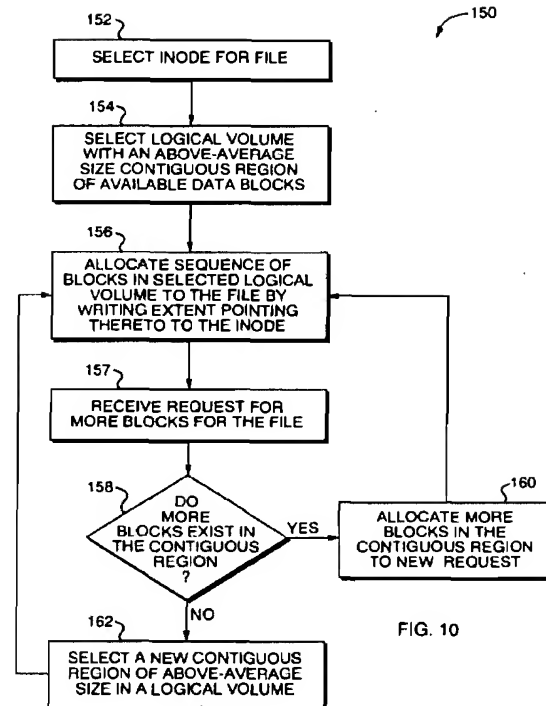 150
152
SELECT INODE FOR FILE
154
SELECT LOGICAL VOLUME
WITH AN ABOVE-AVERAGE
SIZE CONTIGUOUS REGION
OF AVAILABLE DATA BLOCKS
156
ALLOCATE SEQUENCE OF
BLOCKS IN SELECTED LOGICAL
VOLUME TO THE FILE BY
WRITING EXTENT POINTING
THERETO TO THE INODE
157
RECEIVE REQUEST FOR
MORE BLOCKS FOR THE FILE
158
DO
MORE
BLOCKS EXIST IN
THE CONTIGUOUS
REGION
?
YES
160
ALLOCATE MORE
BLOCKS IN THE
CONTIGUOUS REGION
TO NEW REQUEST
NO
162
SELECT A NEW CONTIGUOUS
REGION OF ABOVE-AVERAGE
SIZE IN A LOGICAL VOLUME
FIG. 10